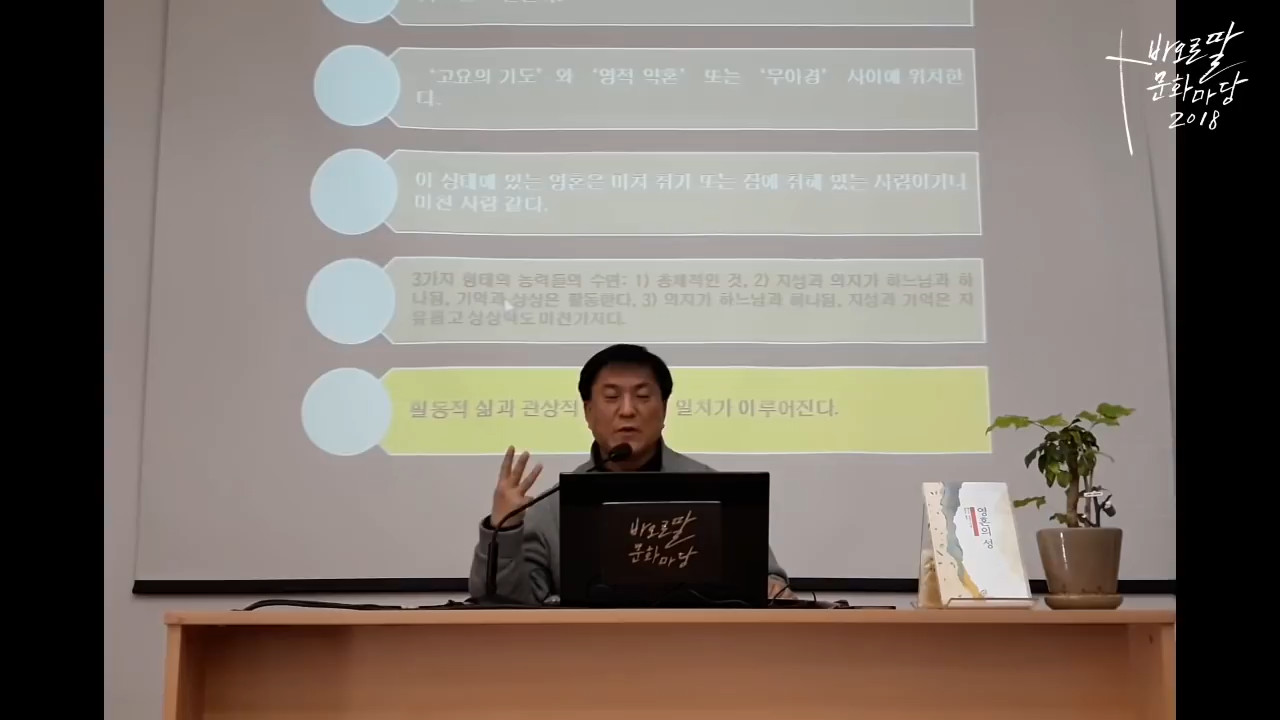 바오로딸
문화마당
2018
'고요의 기도' 와 '영적 약혼' 또는 '무아경' 사이에 위치한
다.
이 상태에 있는 영혼은 마치 취기 또는 잠에 취해 있는 사람이거나
미친 사람 같다.
3가지 형태의 능력들의 수면: 1) 총체적인 것, 2) 지성과 의지가 하느님과 하
나됨, 기억과 상상은 활동한다. 3) 의지가 하느님과 하나됨, 지성과 기억은 자
유롭고 상상력도 마찬가지다.
활동적 삶과 관상적 일치가 이루어진다.
바오로딸
문화마당
영혼의 성